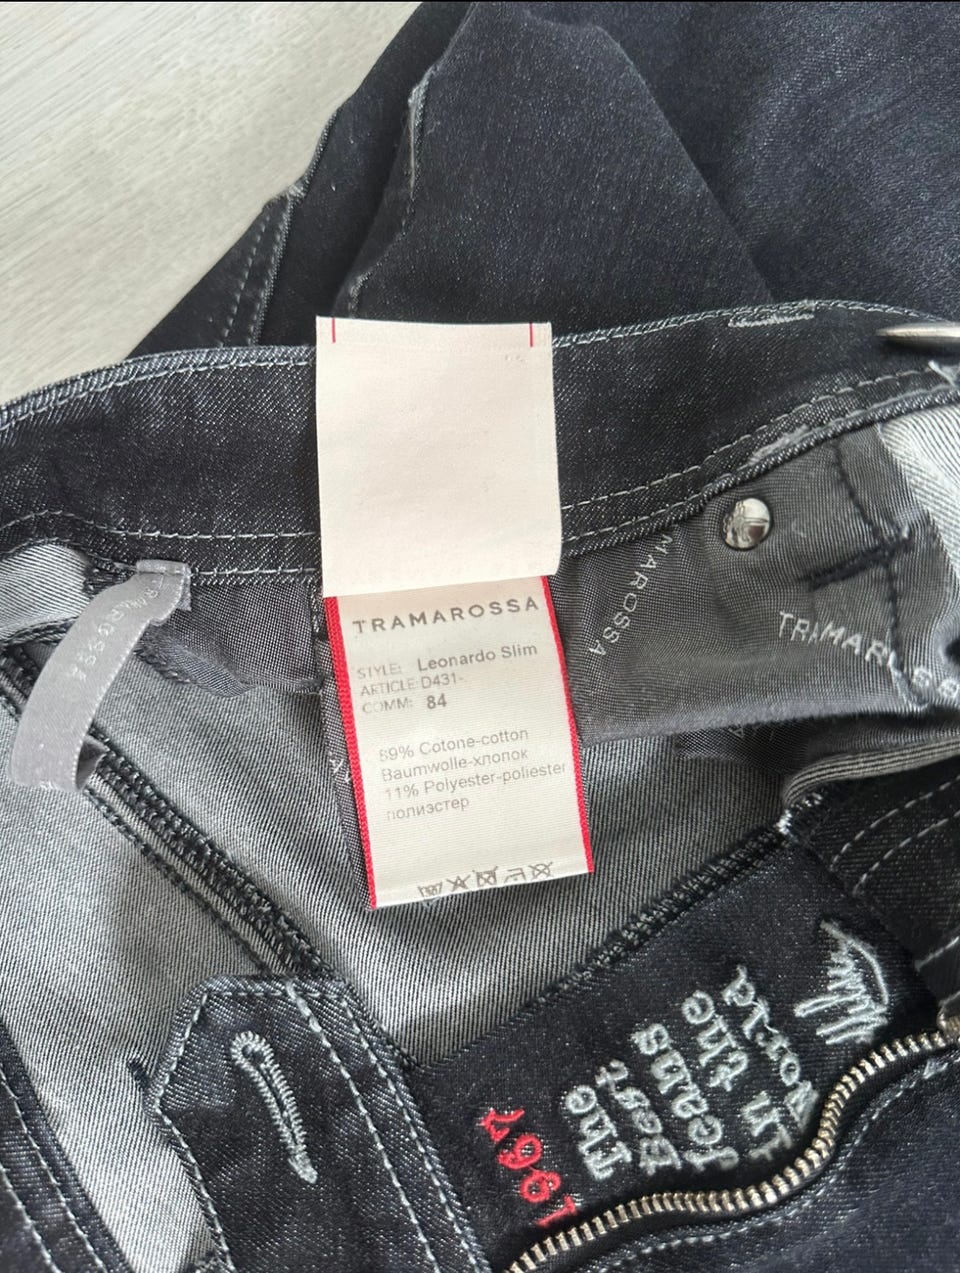 TRAMAROSSA
STYLE: Leonardo Slim
ARTICLE: D431-
COMM: 84
89% Cotone-cotton
Baumwolle-хлопок
11% Polyester-poliester
полиэстер
MAROSSA
TRAMAROSSA
TRAMAROSSA
The
Best
Jeans
In the
World
1967